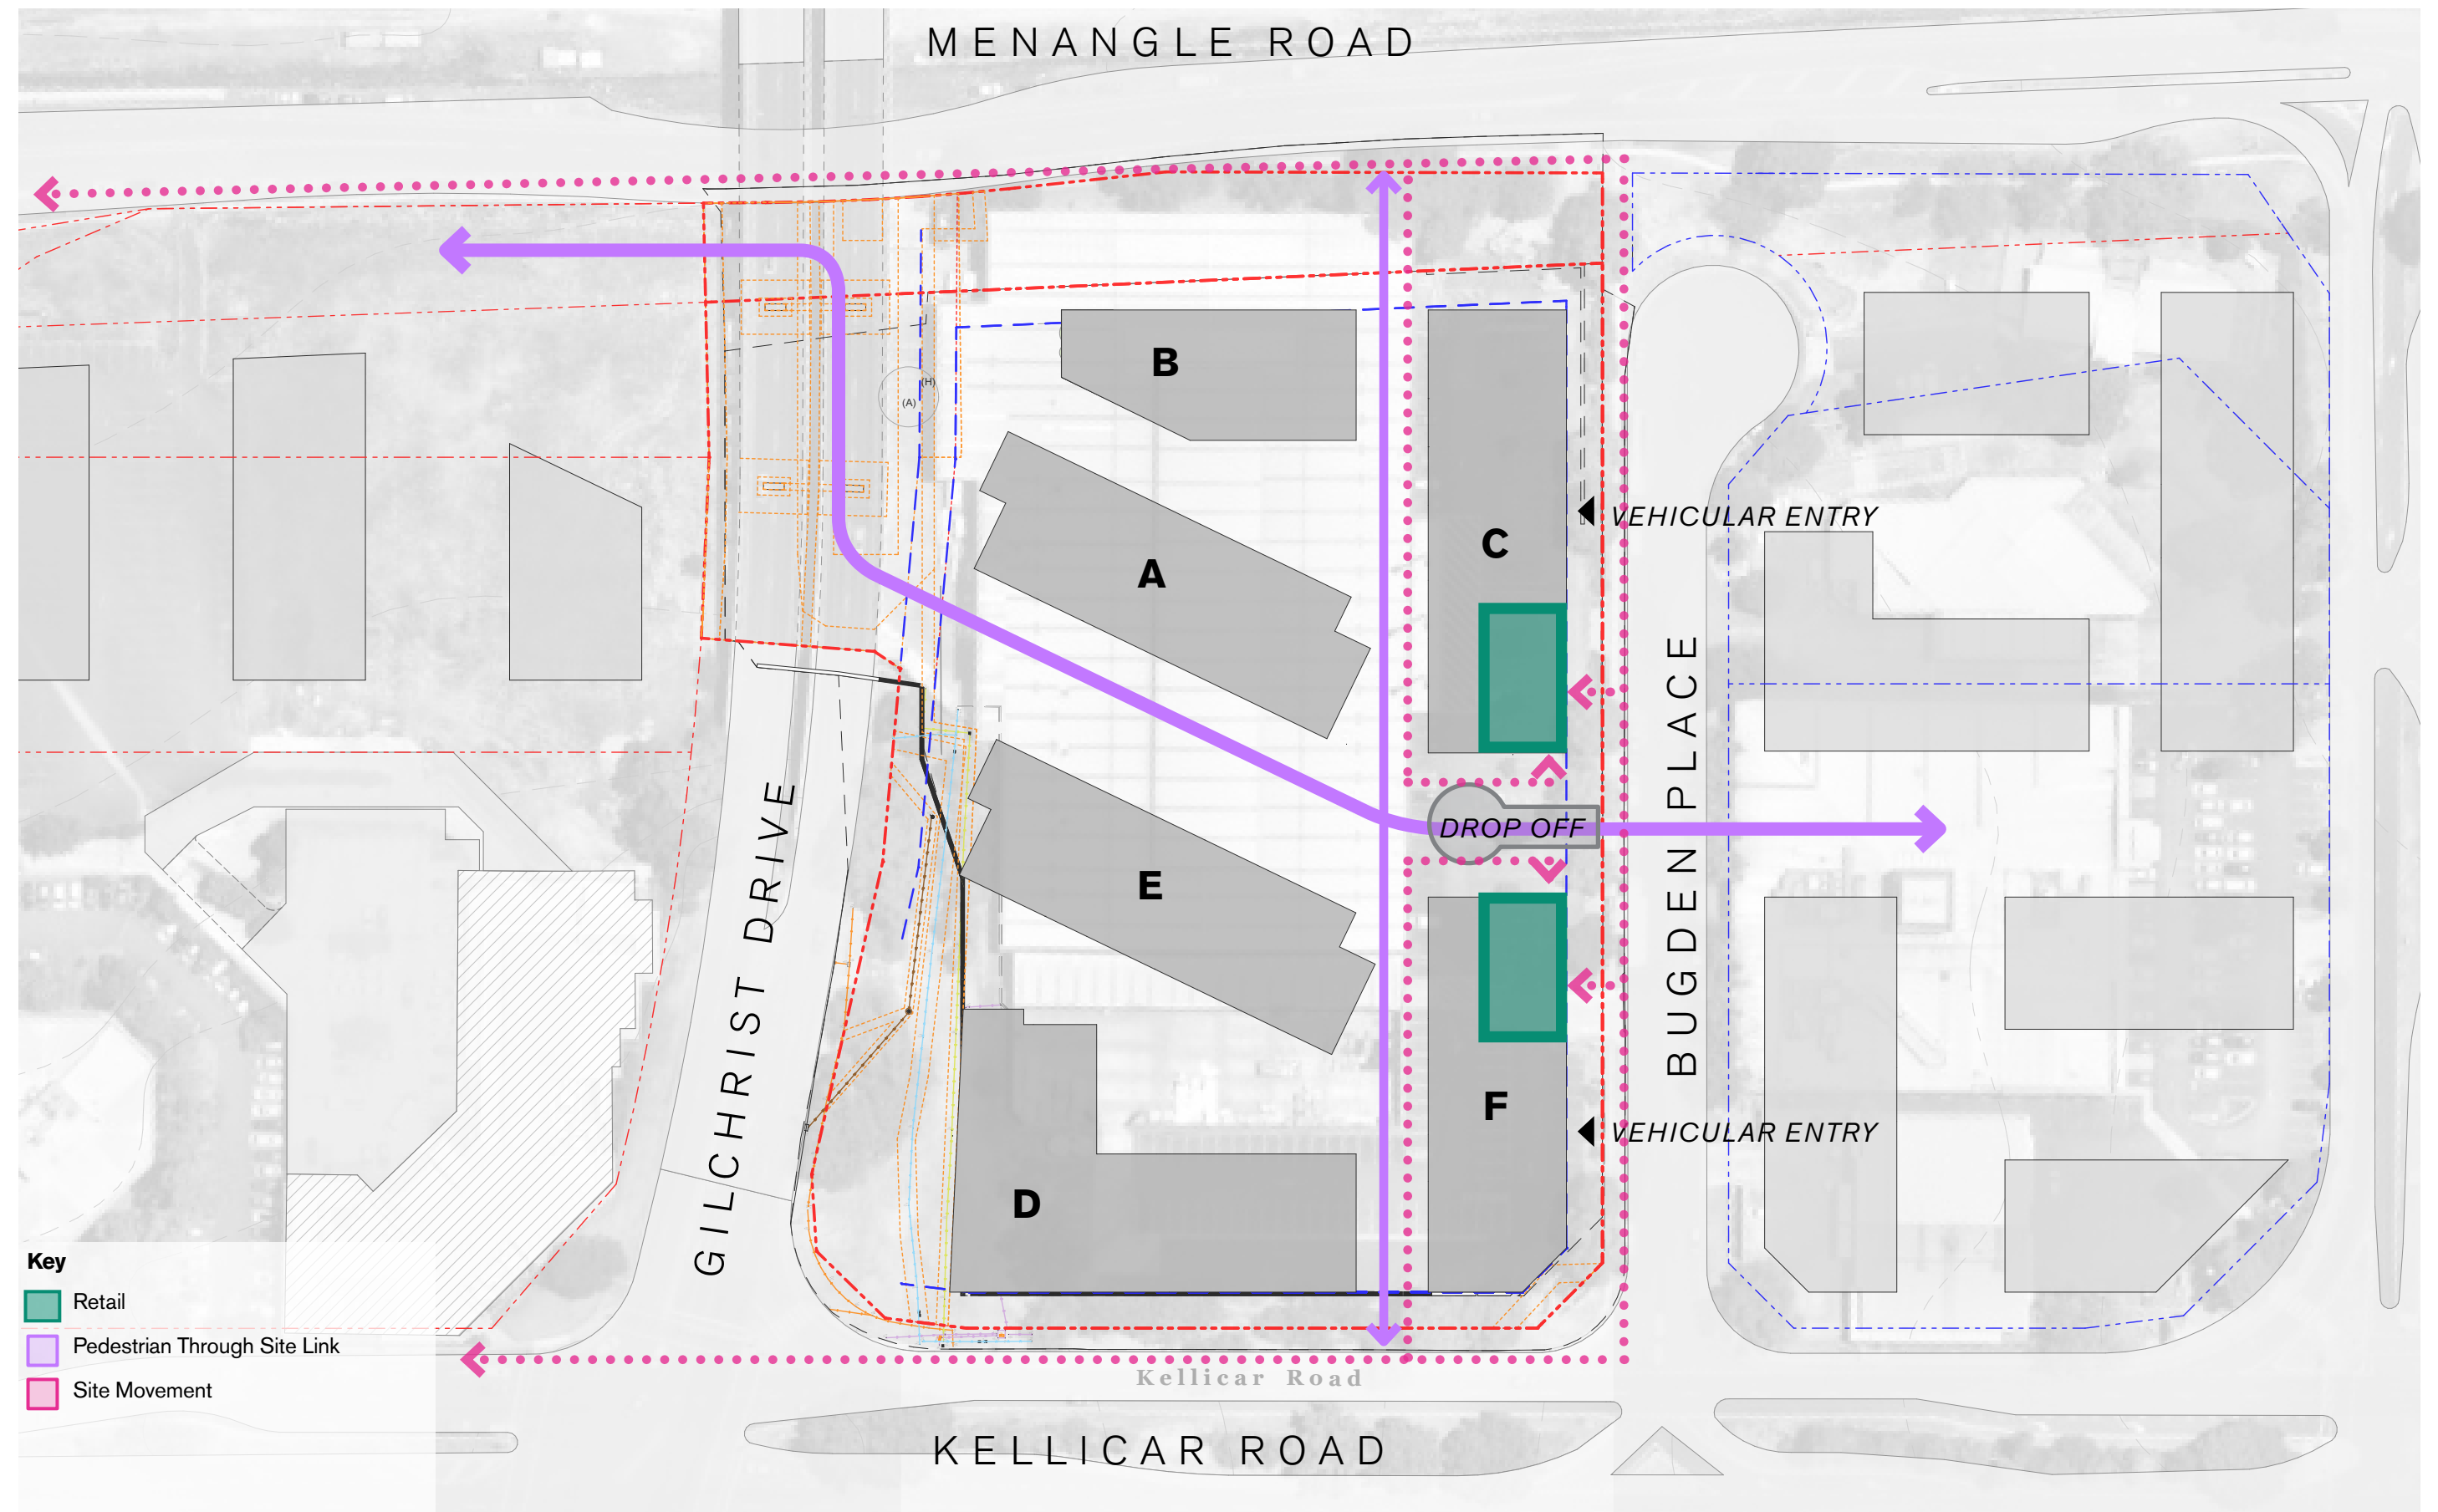 MENANGLE ROAD
B
(H)
(A)
A
C
VEHICULAR ENTRY
BUGDEN PLACE
DROP OFF
GILCHRIST DRIVE
E
F
VEHICULAR ENTRY
D
Key
Retail
Pedestrian Through Site Link
Site Movement
Kellicar Road
KELLICAR ROAD